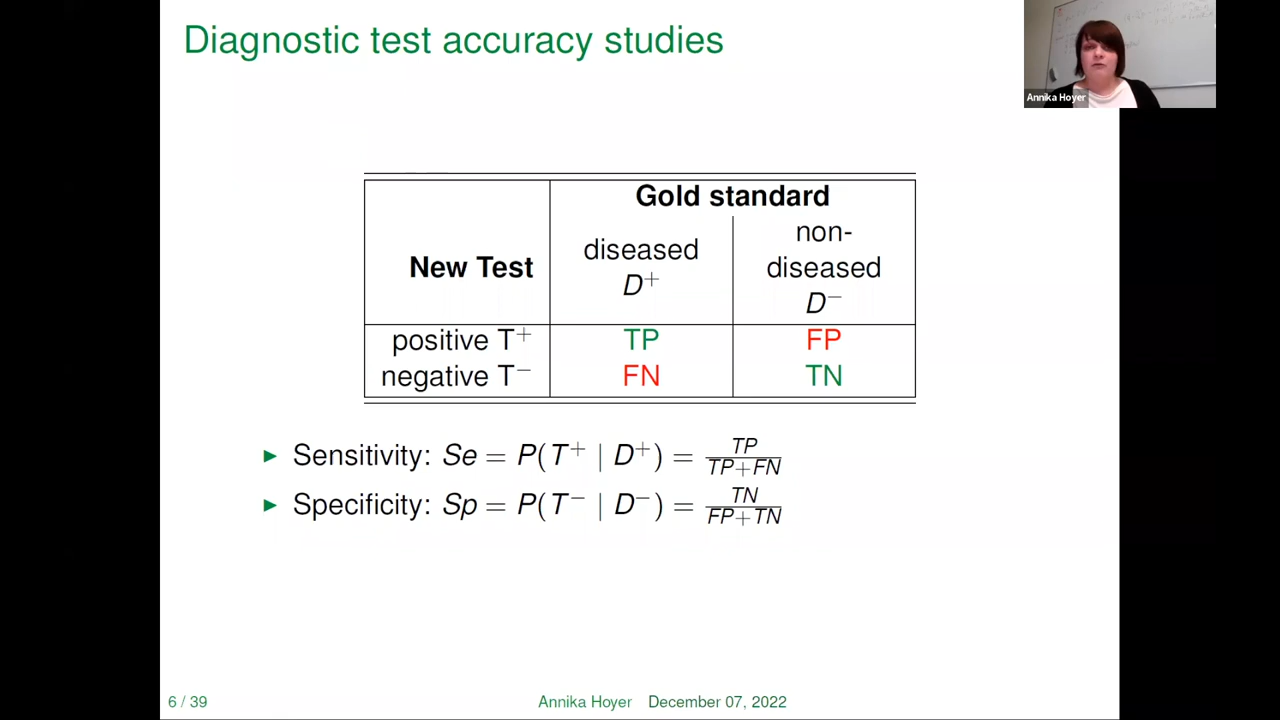 Diagnostic test accuracy studies
Annika Hoyer
Gold standard
New Test
diseased
D⁺
non-
diseased
D⁻
positive T⁺ TP FP
negative T⁻ FN TN
▶ Sensitivity: Se = P(T⁺ | D⁺) = TP/TP+FN
▶ Specificity: Sp = P(T⁻ | D⁻) = TN/FP+TN
6 / 39
Annika Hoyer December 07, 2022